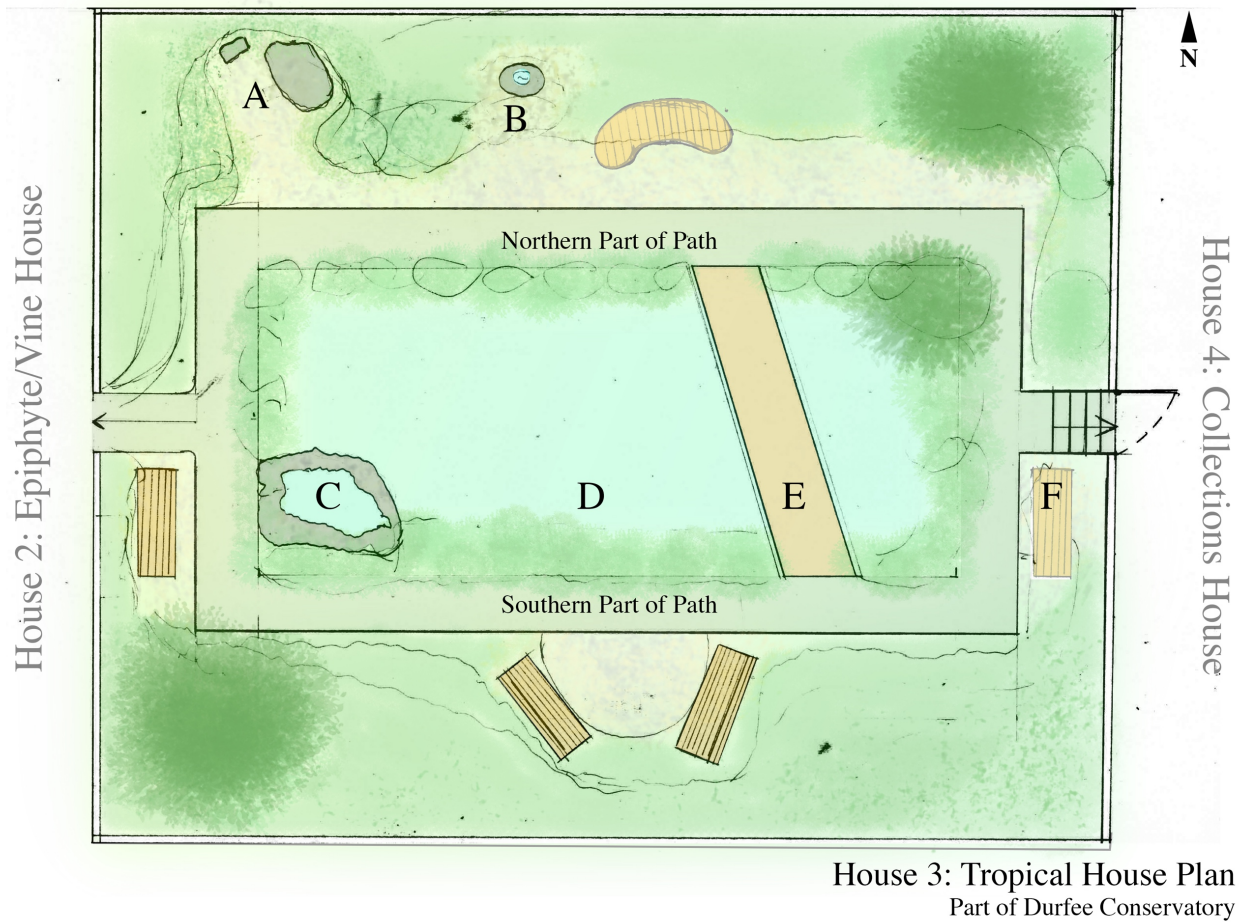 N
A
B
House 2: Epiphyte/Vine House
House 4: Collections House
Northern Part of Path
C
D
E
F
Southern Part of Path
House 3: Tropical House Plan
Part of Durfee Conservatory